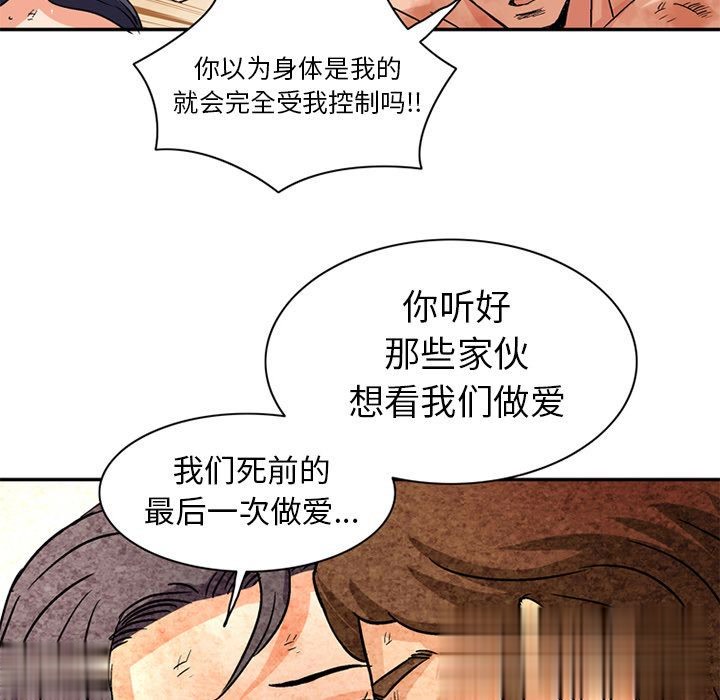 你以为身体是我的
就会完全受我控制吗!!
你听好
那些家伙
想看我们做爱
我们死前的
最后一次做爱...